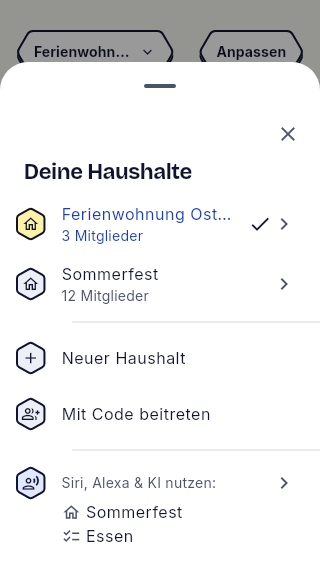 Ferienwohn... Anpassen
Deine Haushalte
Ferienwohnung Ost...
3 Mitglieder
Sommerfest
12 Mitglieder
Neuer Haushalt
Mit Code beitreten
Siri, Alexa & KI nutzen:
Sommerfest
Essen